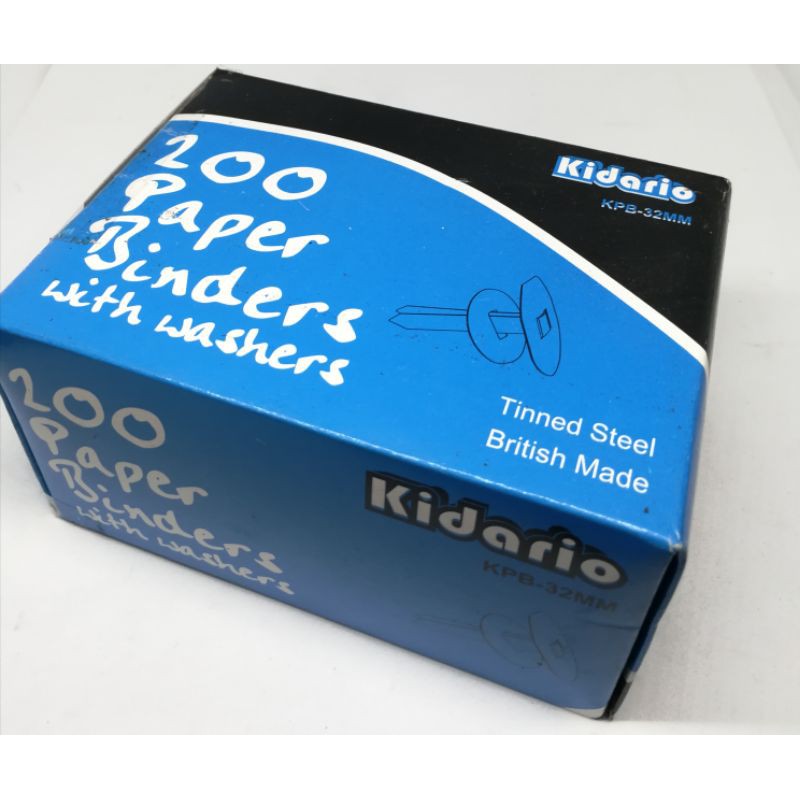 Kidario
KPB-32MM
200
Paper
Binders
with washers
Tinned Steel
British Made
200
Paper
Binders
with washers
Kidario
KPB-32MM